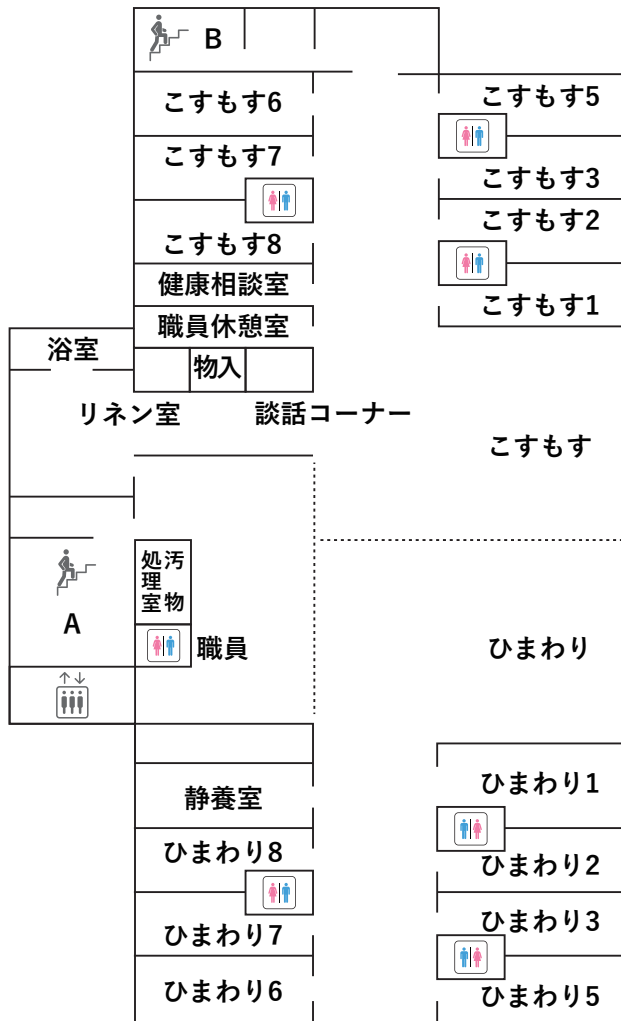 B
こすもす6
こすもす5
こすもす7
こすもす3
こすもす2
こすもす8
健康相談室
こすもす1
職員休憩室
浴室
物入
リネン室
談話コーナー
こすもす
汚物
処理室
A
職員
ひまわり
ひまわり1
静養室
ひまわり8
ひまわり2
ひまわり3
ひまわり7
ひまわり6
ひまわり5